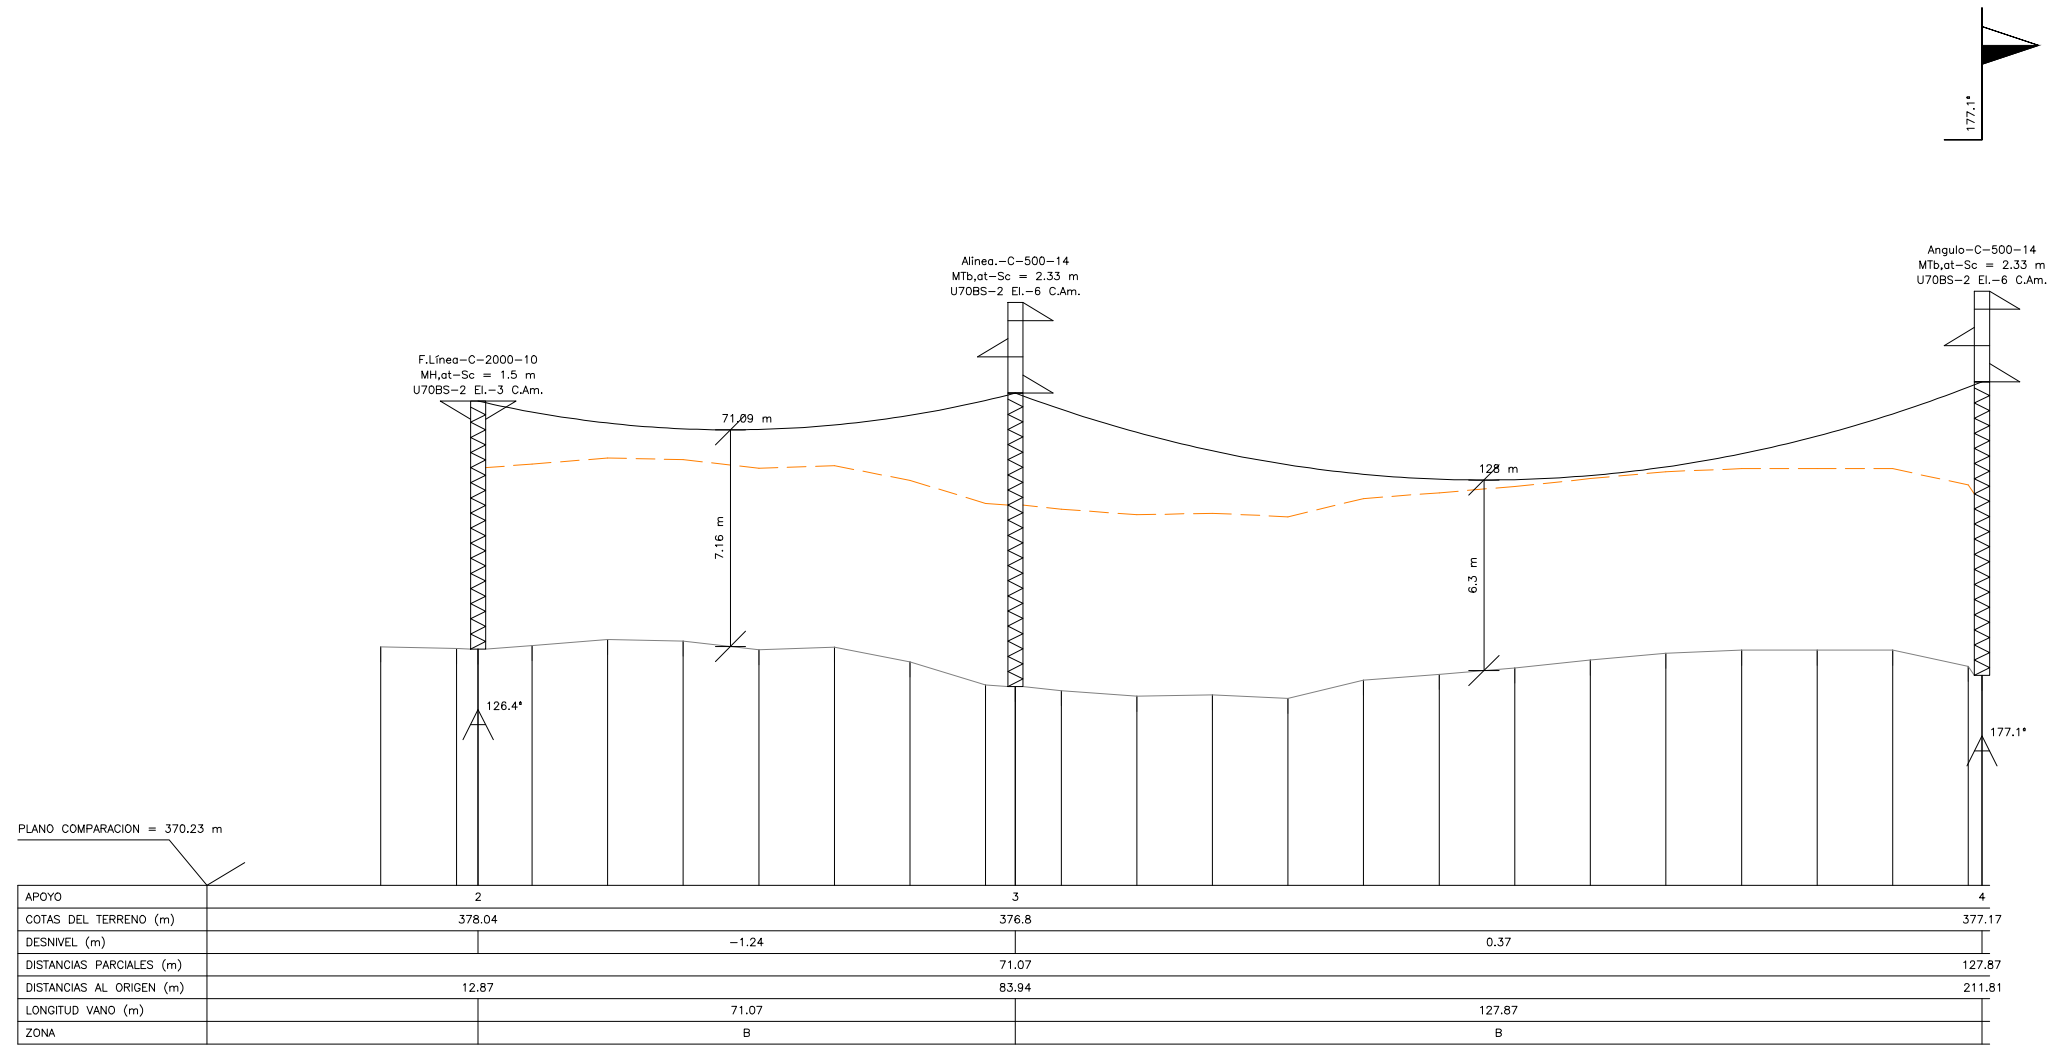 177.1°
Angulo-C-500-14
MTb,at-Sc = 2.33 m
U70BS-2 El.-6 C.Am.
Alinea.-C-500-14
MTb,at-Sc = 2.33 m
U70BS-2 El.-6 C.Am.
F.Línea-C-2000-10
MH,at-Sc = 1.5 m
U70BS-2 El.-3 C.Am.
71.09 m
128 m
7.16 m
6.3 m
126.4°
177.1°
PLANO COMPARACION = 370.23 m
APOYO 2 3 4
COTAS DEL TERRENO (m) 378.04 376.8 377.17
DESNIVEL (m) -1.24 0.37
DISTANCIAS PARCIALES (m) 71.07 127.87
DISTANCIAS AL ORIGEN (m) 12.87 83.94 211.81
LONGITUD VANO (m) 71.07 127.87
ZONA B B